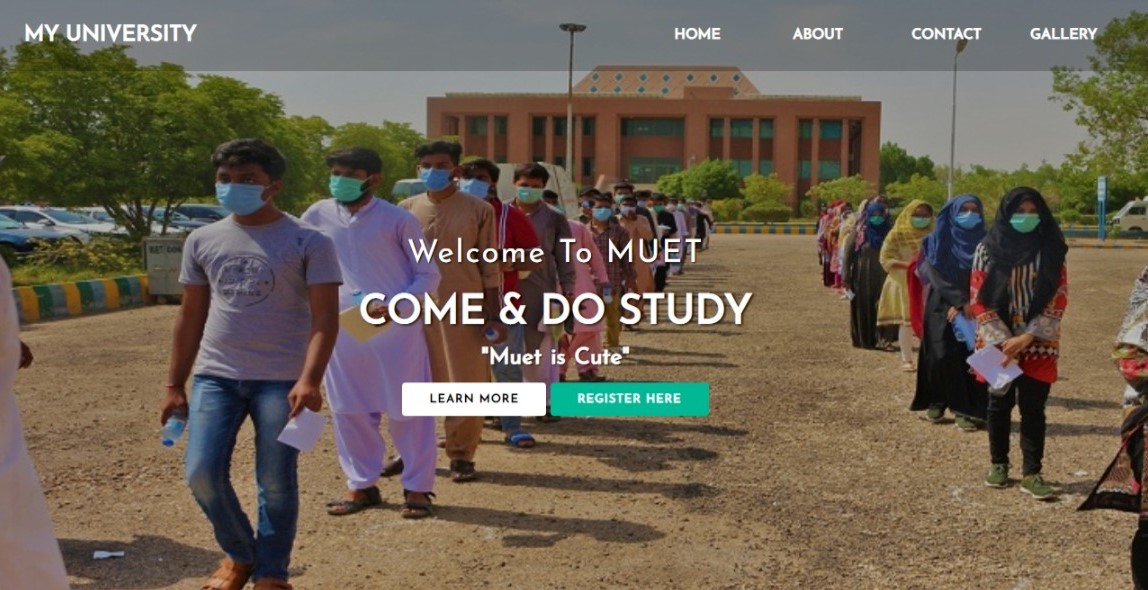 MY UNIVERSITY
HOME ABOUT CONTACT GALLERY
Welcome To MUET
COME & DO STUDY
"Muet is Cute"
LEARN MORE REGISTER HERE